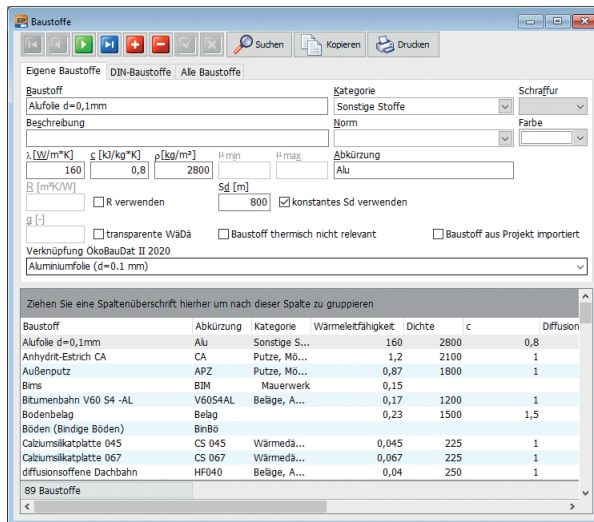 EP Baustoffe
Suchen Kopieren Drucken
Eigene Baustoffe DIN-Baustoffe Alle Baustoffe
Baustoff Kategorie Schraffur
Alufolie d=0,1mm Sonstige Stoffe
Beschreibung Norm Farbe
λ [W/m*K] c [kJ/kg*K] ρ[kg/m³] μ min μ max Abkürzung
160 0,8 2800 Alu
R [m²K/W] Sd [m]
R verwenden 800 konstantes Sd verwenden
g [-]
transparente WäDä Baustoff thermisch nicht relevant Baustoff aus Projekt importiert
Verknüpfung ÖkoBauDat II 2020
Aluminiumfolie (d=0.1 mm)
Ziehen Sie eine Spaltenüberschrift hierher um nach dieser Spalte zu gruppieren
Baustoff Abkürzung Kategorie Wärmeleitfähigkeit Dichte c Diffusion
Alufolie d=0,1mm Alu Sonstige S... 160 2800 0,8
Anhydrit-Estrich CA CA Putze, Mö... 1,2 2100 1
Außenputz APZ Putze, Mö... 0,87 1800 1
Bims BIM Mauerwerk 0,15
Bitumenbahn V60 S4 -AL V60S4AL Beläge, A... 0,17 1200 1
Bodenbelag Belag 0,23 1500 1,5
Böden (Bindige Böden) BinBö
Calziumsilikatplatte 045 CS 045 Wärmedä... 0,045 225 1
Calziumsilikatplatte 067 CS 067 Wärmedä... 0,067 225 1
diffusionsoffene Dachbahn HF040 Beläge, A... 0,04 250 1
89 Baustoffe